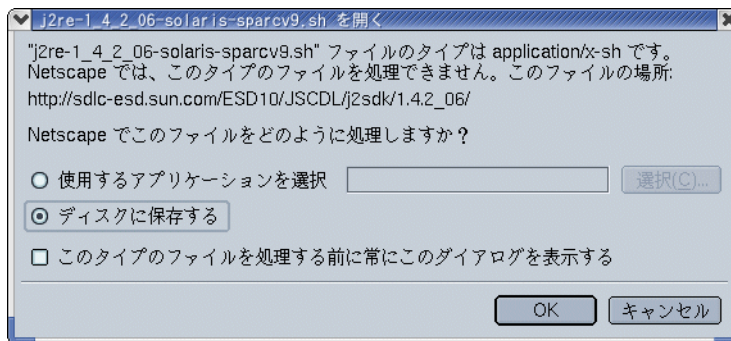 j2re-1_4_2_06-solaris-sparcv9.sh を開く
"j2re-1_4_2_06-solaris-sparcv9.sh" ファイルのタイプは application/x-sh です。
Netscape では、このタイプのファイルを処理できません。このファイルの場所:
http://sdlc-esd.sun.com/ESD10/JSCDL/j2sdk/1.4.2_06/
Netscape でこのファイルをどのように処理しますか？
使用するアプリケーションを選択 選択(C)...
ディスクに保存する
このタイプのファイルを処理する前に常にこのダイアログを表示する
OK キャンセル